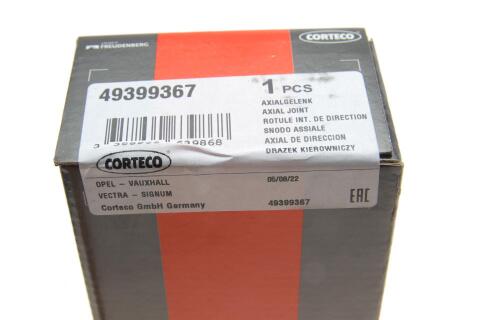 FREUDENBERG
CORTECO
49399367
1 PCS
AXIALGELENK
AXIAL JOINT
ROTULE INT. DE DIRECTION
SNODO ASSIALE
AXIAL DE DIRECCION
DRAZEK KIEROWNICZY
CORTECO
OPEL - VAUXHALL
05/08/22
VECTRA - SIGNUM
Corteco GmbH Germany
49399367
EAC